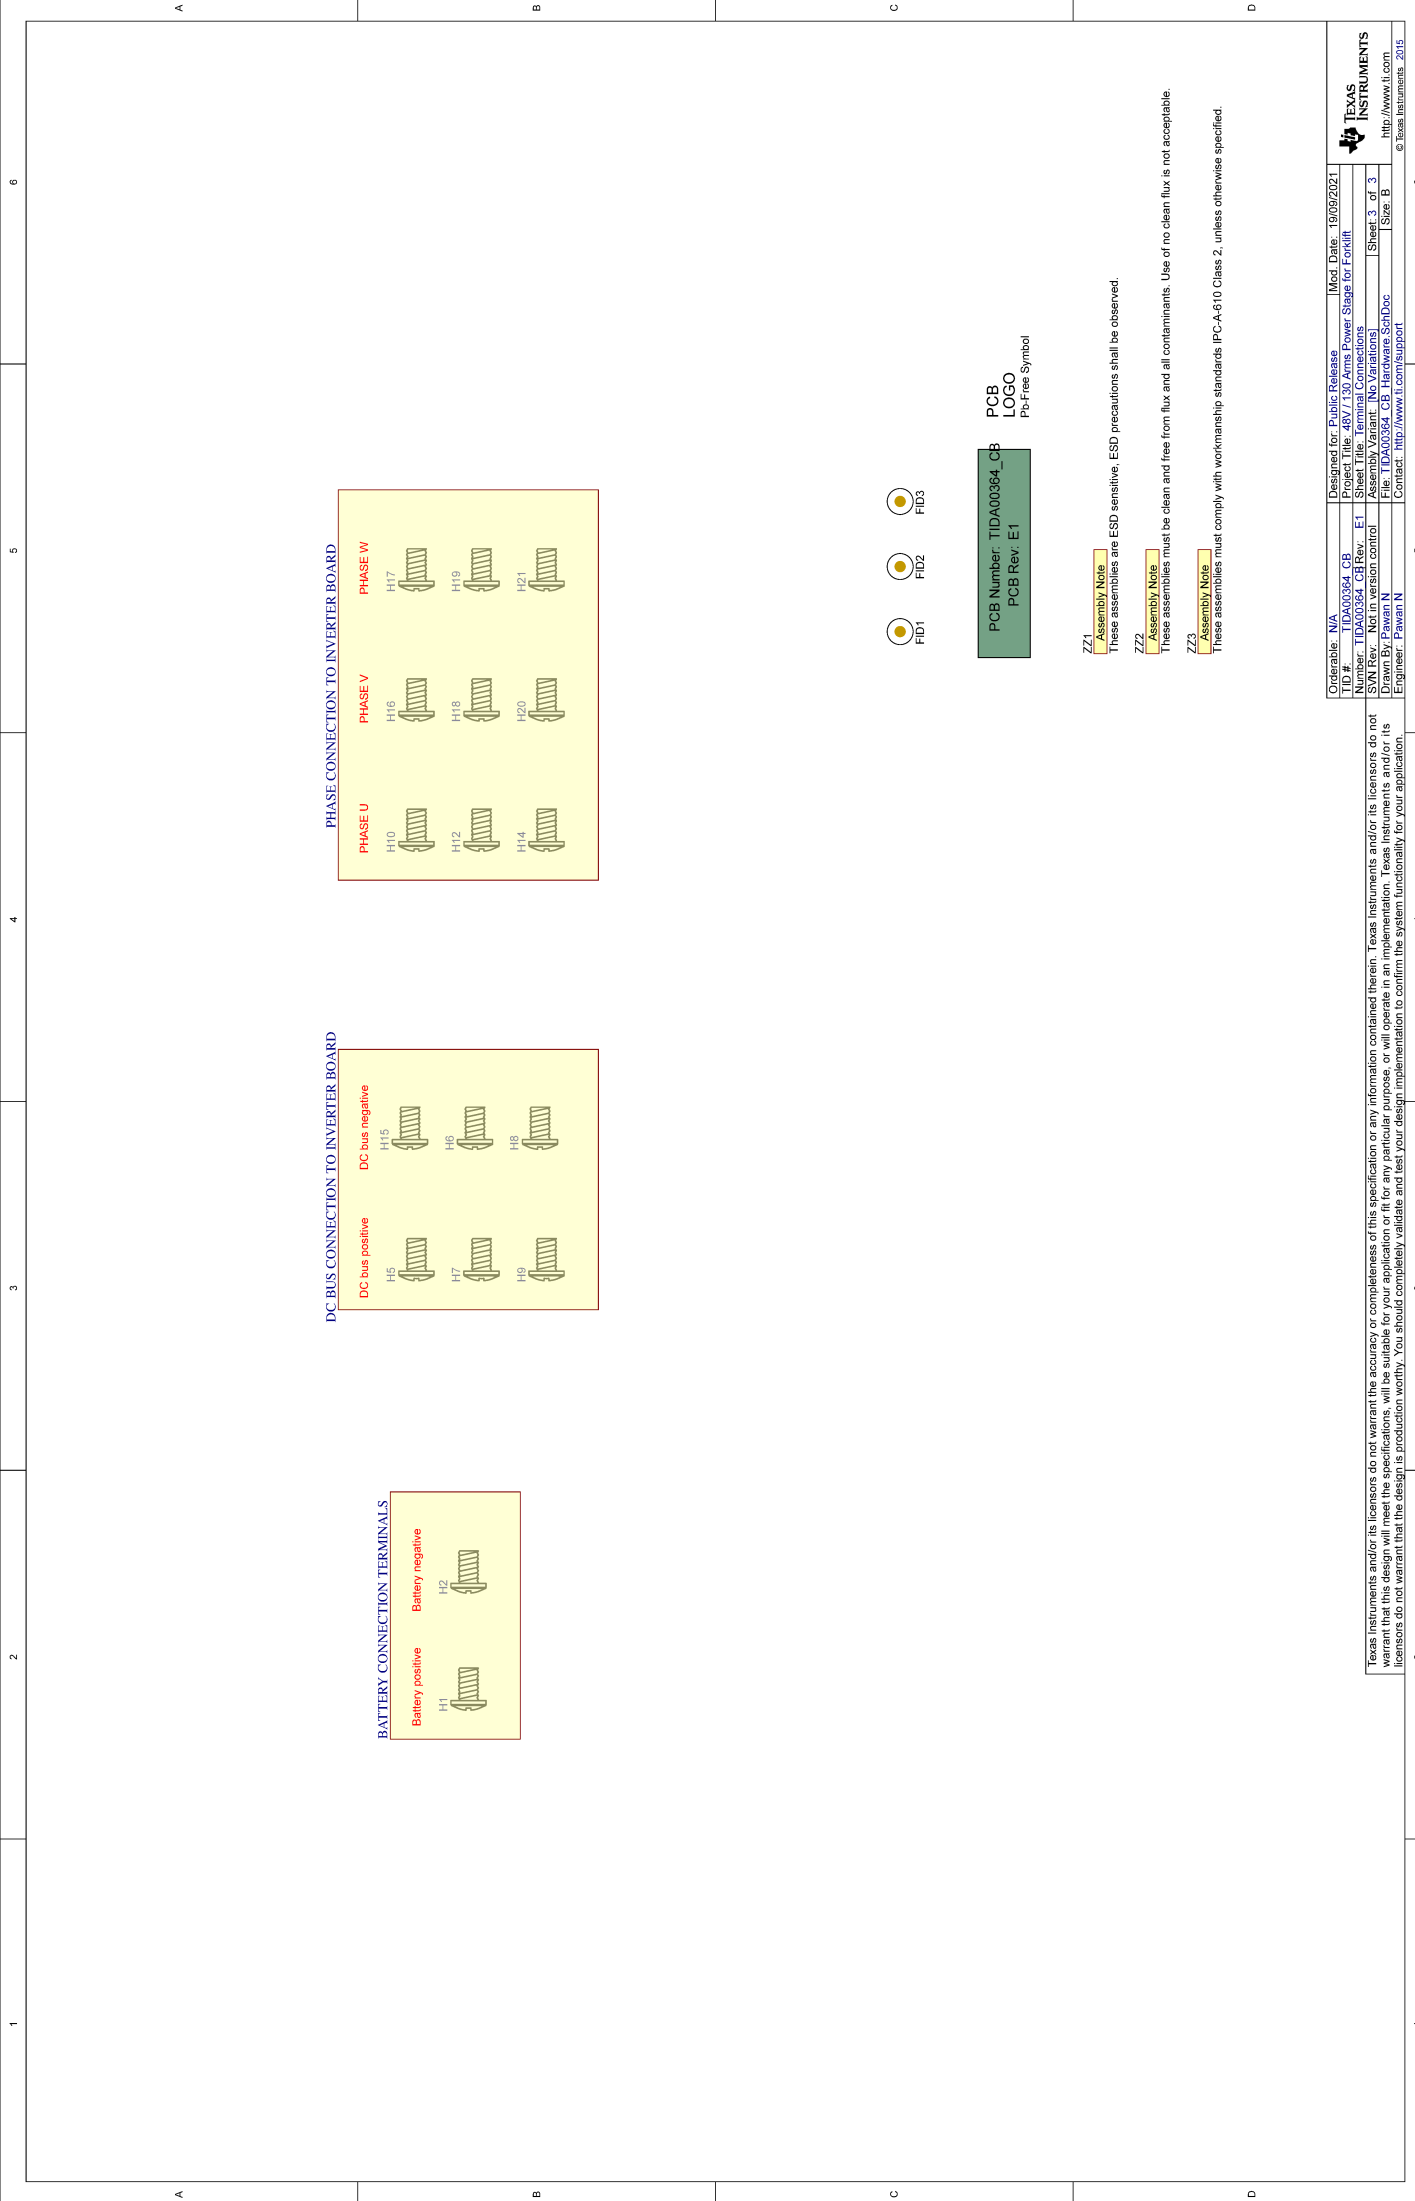 1
2
3
4
5
6
A
A
B
B
C
C
D
D
BATTERY CONNECTION TERMINALS
Battery positive
Battery negative
H1
H2
DC BUS CONNECTION TO INVERTER BOARD
DC bus positive
DC bus negative
H5
H15
H7
H6
H9
H8
PHASE CONNECTION TO INVERTER BOARD
PHASE U
PHASE V
PHASE W
H10
H16
H17
H12
H18
H19
H14
H20
H21
FID1
FID2
FID3
PCB Number: TIDA00364_CB
PCB Rev: E1
PCB
LOGO
Pb-Free Symbol
ZZ1
Assembly Note
These assemblies are ESD sensitive, ESD precautions shall be observed.
ZZ2
Assembly Note
These assemblies must be clean and free from flux and all contaminants. Use of no clean flux is not acceptable.
ZZ3
Assembly Note
These assemblies must comply with workmanship standards IPC-A-610 Class 2, unless otherwise specified.
Texas Instruments and/or its licensors do not warrant the accuracy or completeness of this specification or any information contained therein. Texas Instruments and/or its licensors do not
warrant that this design will meet the specifications, will be suitable for your application or fit for any particular purpose, or will operate in an implementation. Texas Instruments and/or its
licensors do not warrant that the design is production worthy. You should completely validate and test your design implementation to confirm the system functionality for your application.
Orderable: N/A
Designed for: Public Release
Mod. Date: 19/09/2021
TID #: TIDA00364_CB
Project Title: 48V / 130 Arms Power Stage for Forklift
Number: TIDA00364_CB Rev: E1
Sheet Title: Terminal Connections
SVN Rev: Not in version control
Assembly Variant: [No Variations]
Sheet: 3 of 3
Drawn By: Pawan N
File: TIDA00364_CB_Hardware.SchDoc
Size: B
Engineer: Pawan N
Contact: http://www.ti.com/support
TEXAS
INSTRUMENTS
http://www.ti.com
© Texas Instruments 2015